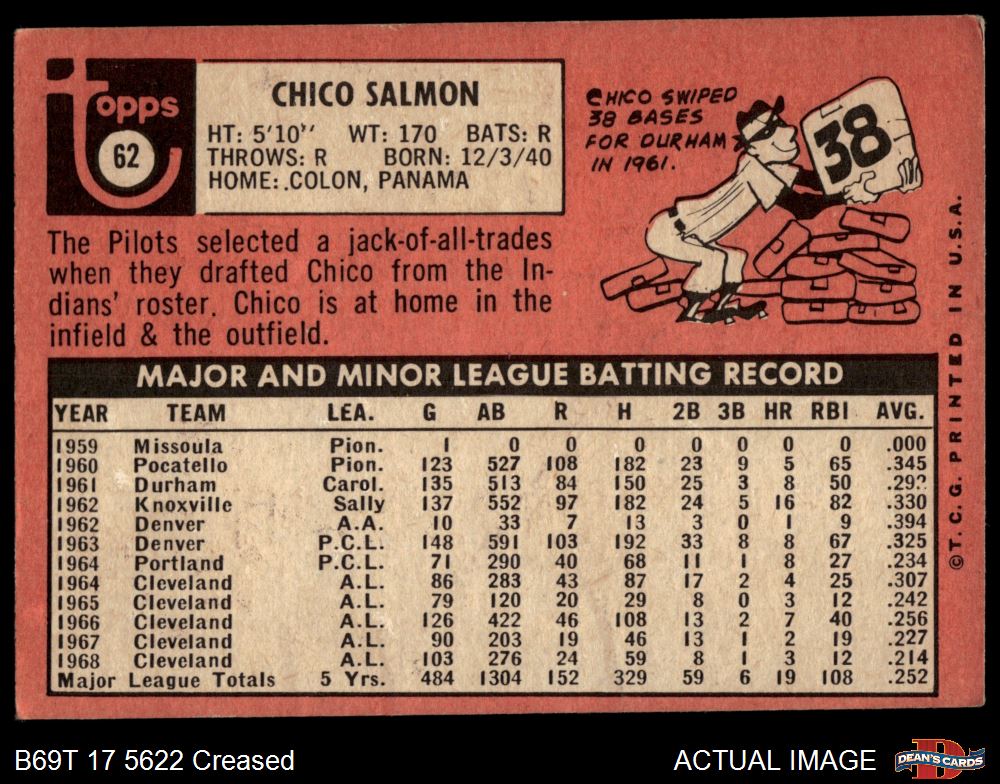 Topps
62
CHICO SALMON
HT: 5'10" WT: 170 BATS: R
THROWS: R BORN: 12/3/40
HOME: COLON, PANAMA
CHICO SWIPED
38 BASES
FOR DURHAM
IN 1961.
38
The Pilots selected a jack-of-all-trades
when they drafted Chico from the In-
dians' roster. Chico is at home in the
infield & the outfield.
MAJOR AND MINOR LEAGUE BATTING RECORD
YEAR TEAM LEA. G AB R H 2B 3B HR RBI AVG.
1959 Missoula Pion. 1 0 0 0 0 0 0 0 .000
1960 Pocatello Pion. 123 527 108 182 23 9 5 65 .345
1961 Durham Carol. 135 513 84 150 25 3 8 50
1962 Knoxville Sally 137 552 97 182 24 5 16 82 .330
1962 Denver A.A. 10 33 7 13 3 0 1 9 .394
1963 Denver P.C.L. 148 591 103 192 33 8 8 67 .325
1964 Portland P.C.L. 71 290 40 68 11 1 8 27 .234
1964 Cleveland A.L. 86 283 43 87 17 2 4 25 .307
1965 Cleveland A.L. 79 120 20 29 8 0 3 12 .242
1966 Cleveland A.L. 126 422 46 108 13 2 7 40 .256
1967 Cleveland A.L. 90 203 19 46 13 1 2 19 .227
1968 Cleveland A.L. 103 276 24 59 8 1 3 12 .214
Major League Totals 5 Yrs. 484 1304 152 329 59 6 19 108 .252
©T.C.G. PRINTED IN U.S.A.
B69T 17 5622 Creased
ACTUAL IMAGE
D
DEAN'S CARDS